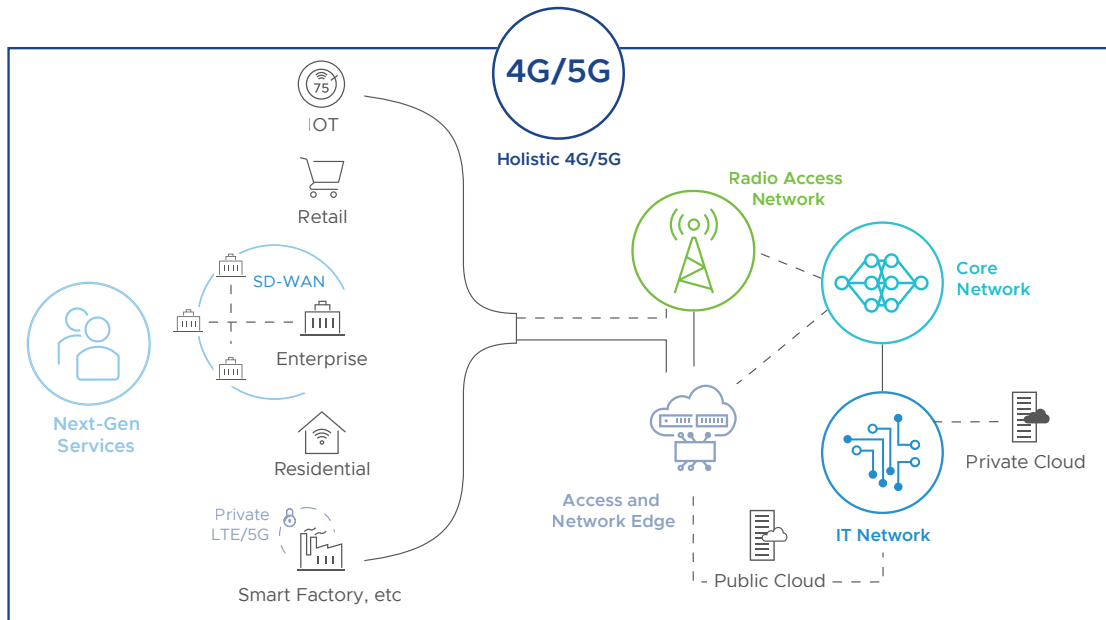 4G/5G
Holistic 4G/5G
75
IOT
Retail
SD-WAN
Enterprise
Next-Gen
Services
Residential
Private
LTE/5G
Smart Factory, etc
Radio Access
Network
Core
Network
Access and
Network Edge
Private Cloud
IT Network
Public Cloud